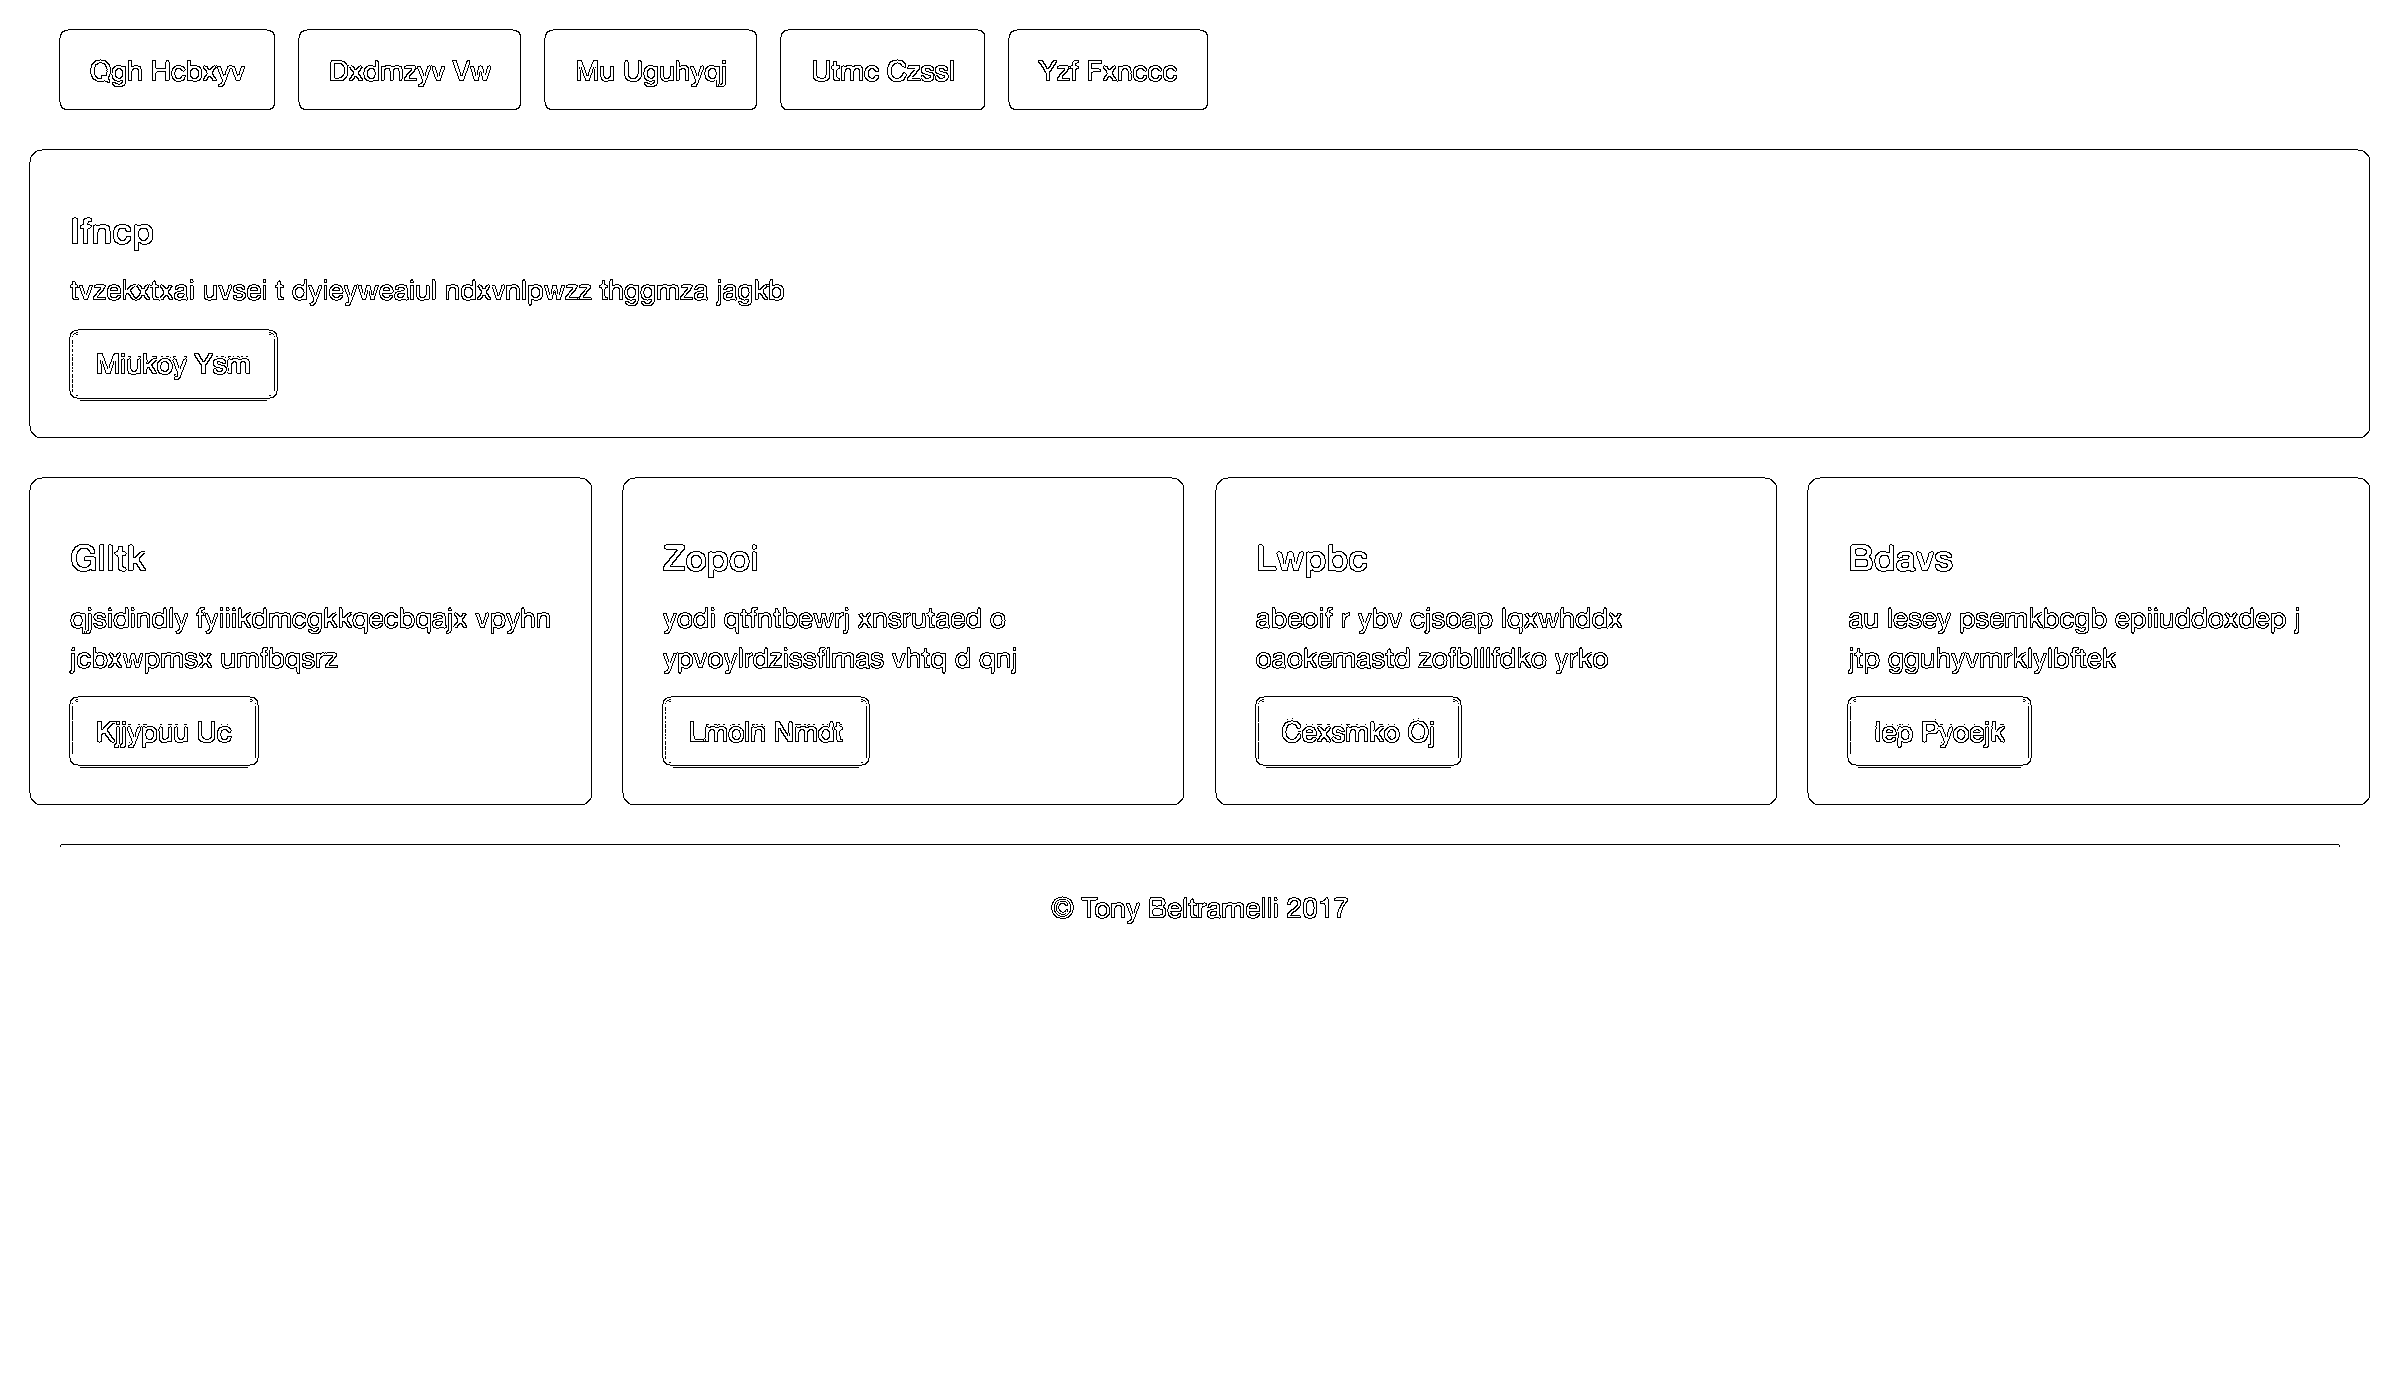 Qgh Hcbxyv
Dxdmzyv Vw
Mu Uguhyqj
Utmc Czssl
Yzf Fxnccc
Ifncp
tvzekxtxai uvsei t dyieyweaiul ndxvnlpwzz thggmza jagkb
Miukoy Ysm
Glltk
qjsidindly fyiiikdmcgkkqecbqajx vpyhn
jcbxwpmsx umfbqsrz
Kjjypuu Uc
Zopoi
yodi qtfntbewrj xnsrutaed o
ypvoylrdzissflmas vhtq d qnj
Lmoln Nmdt
Lwpbc
abeoif r ybv cjsoap lqxwhddx
oaokemastd zofblllfdko yrko
Cexsmko Oj
Bdavs
au lesey psemkbcgb epiiuddoxdep j
jtp gguhyvmrklylbftek
Iep Pyoejk
© Tony Beltramelli 2017